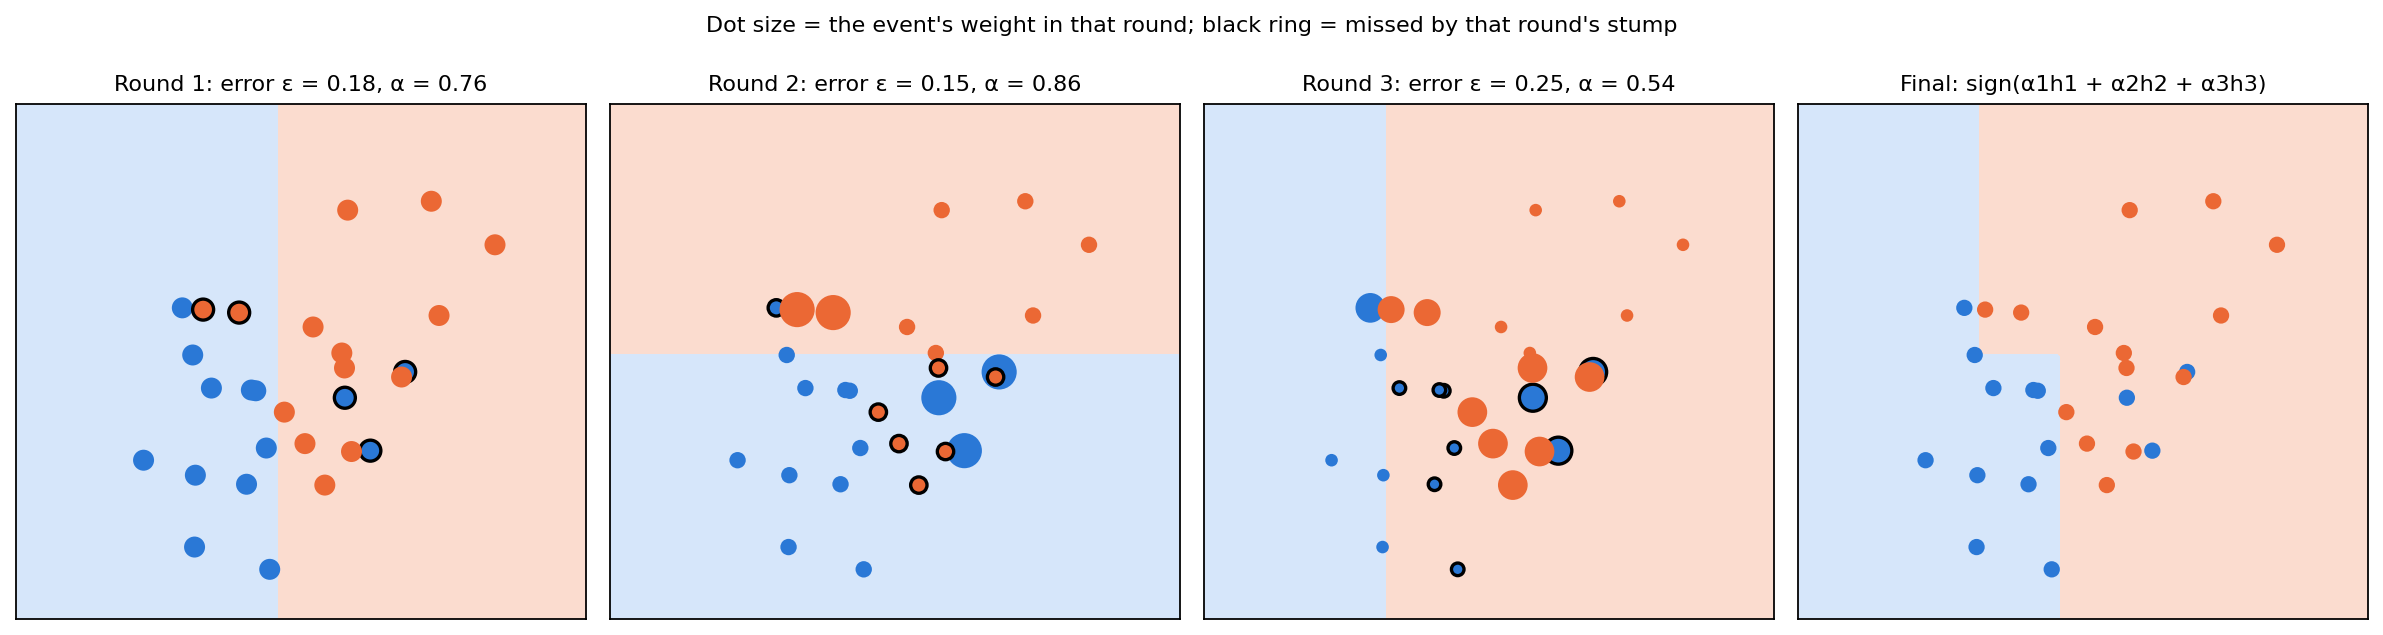 Dot size = the event's weight in that round; black ring = missed by that round's stump
Round 1: error ε = 0.18, α = 0.76
Round 2: error ε = 0.15, α = 0.86
Round 3: error ε = 0.25, α = 0.54
Final: sign(α1h1 + α2h2 + α3h3)